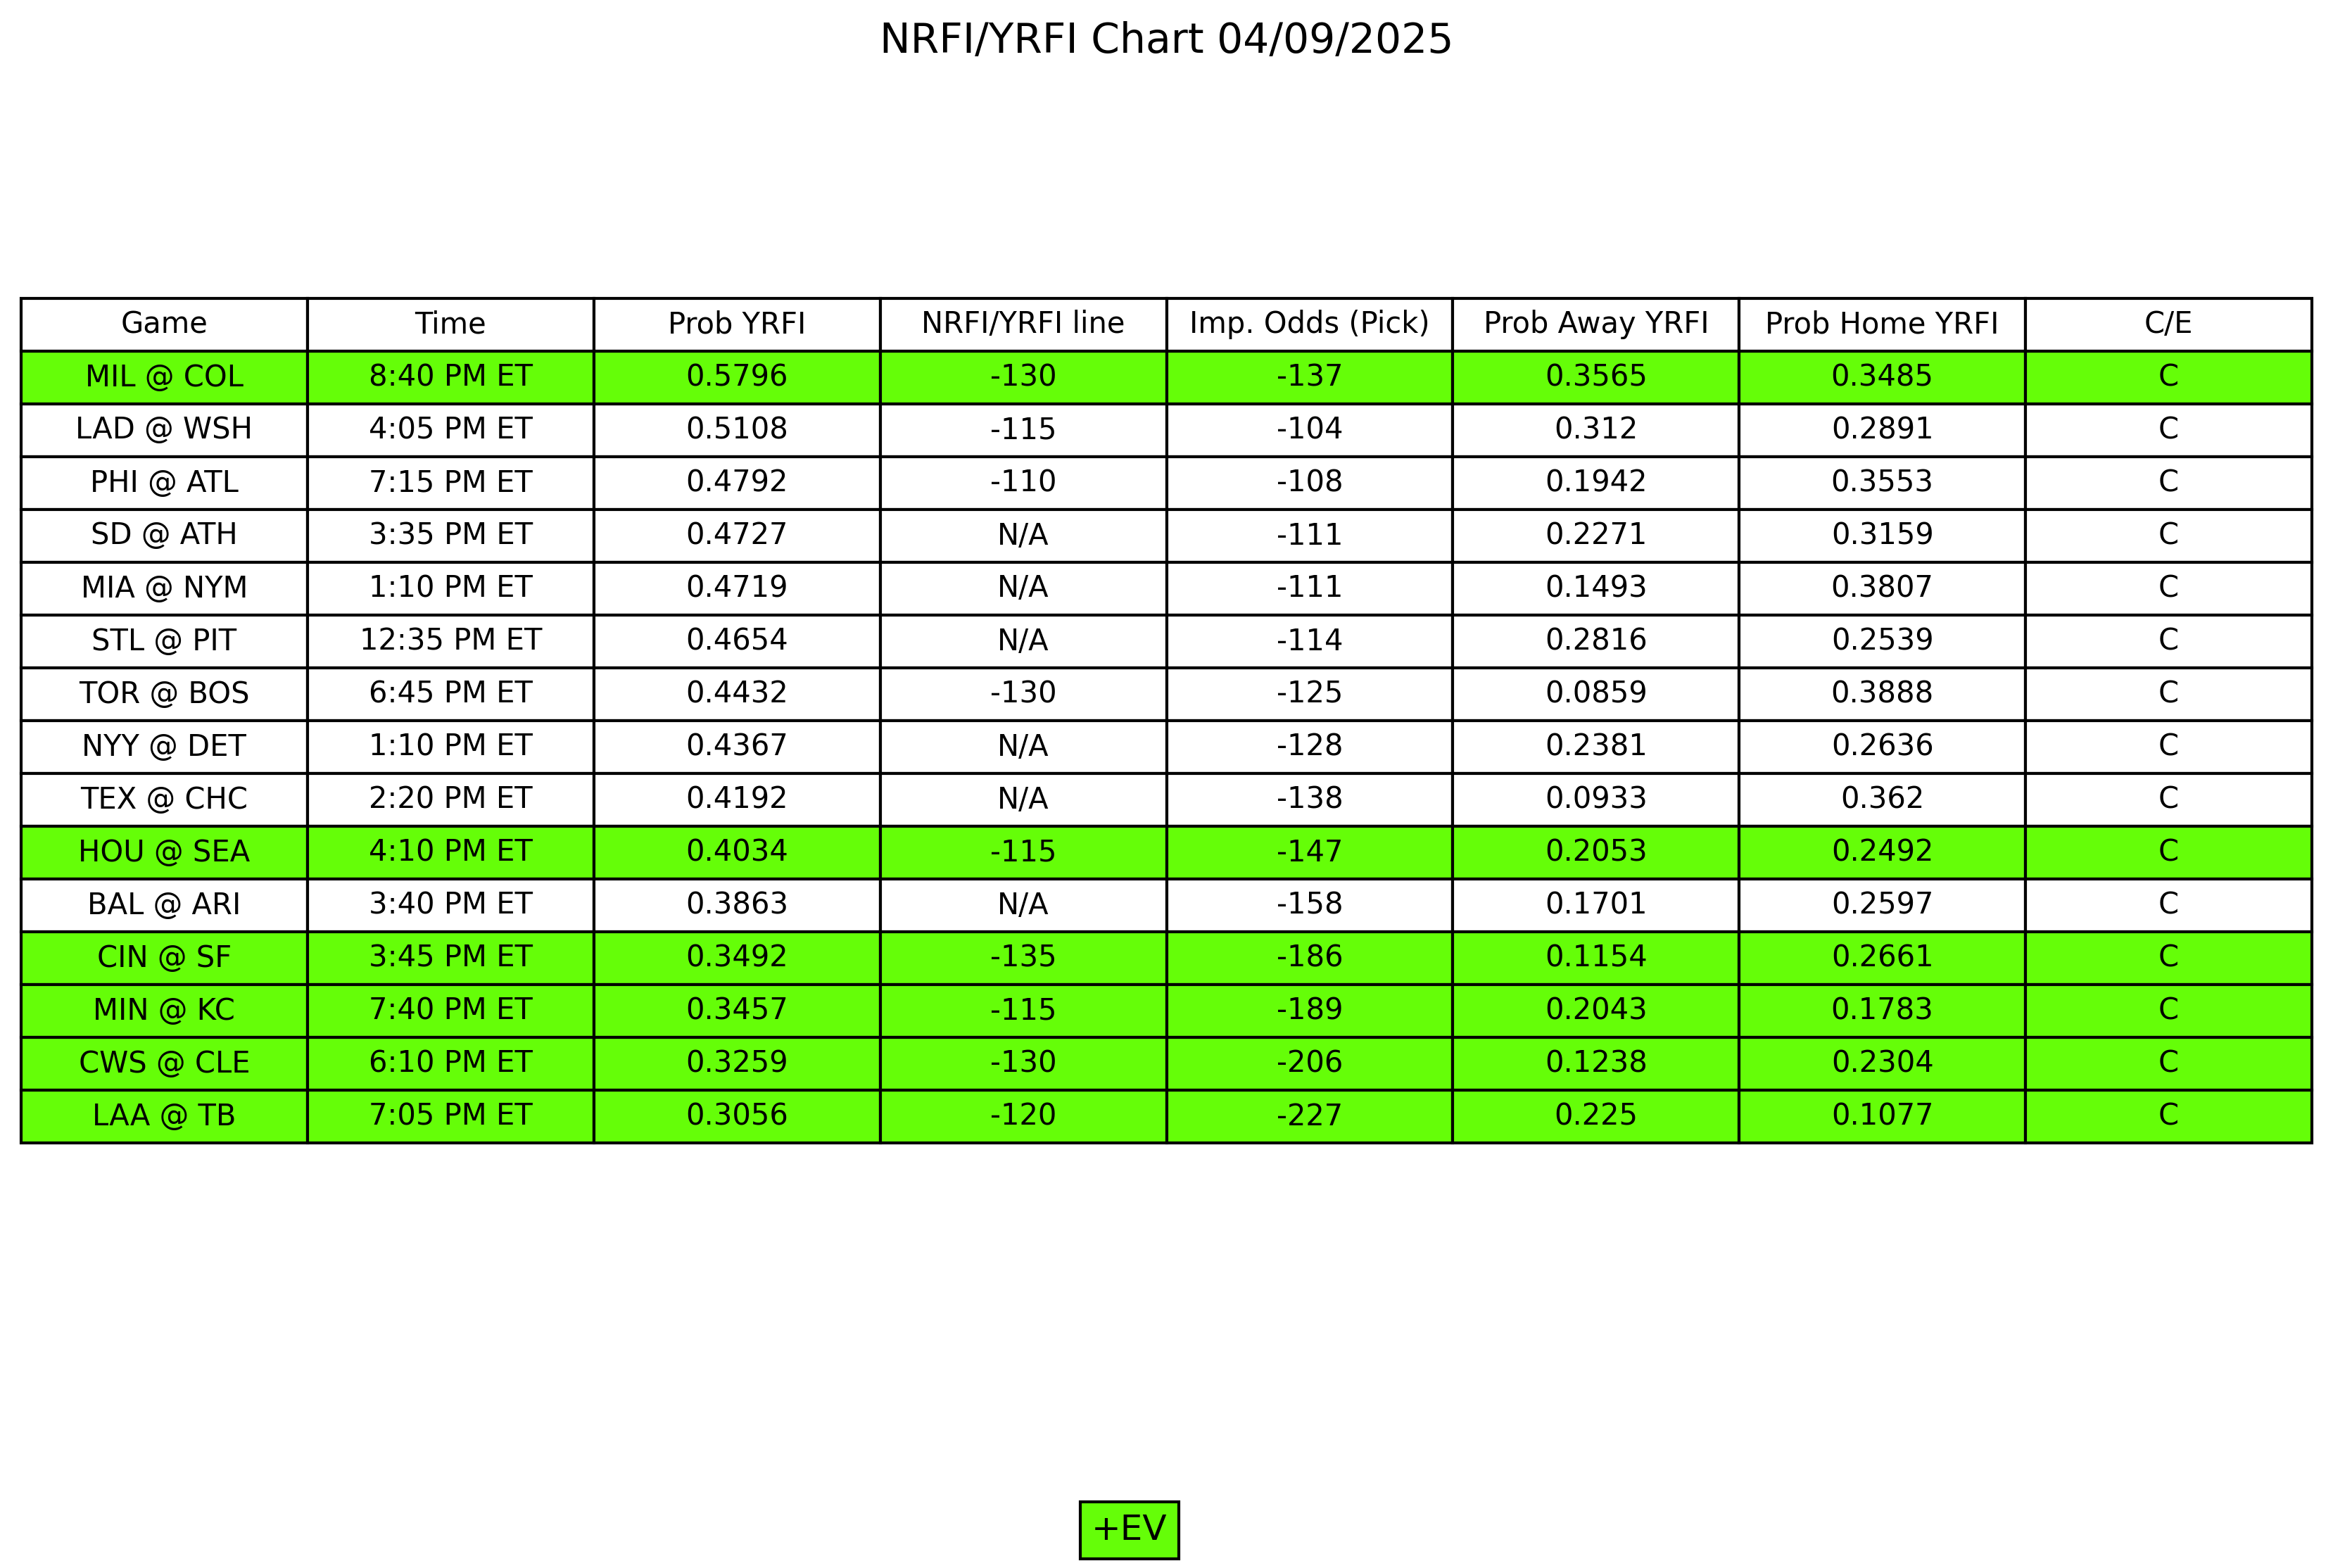 NRFI/YRFI Chart 04/09/2025
Game Time Prob YRFI NRFI/YRFI line Imp. Odds (Pick) Prob Away YRFI Prob Home YRFI C/E
MIL @ COL 8:40 PM ET 0.5796 -130 -137 0.3565 0.3485 C
LAD @ WSH 4:05 PM ET 0.5108 -115 -104 0.312 0.2891 C
PHI @ ATL 7:15 PM ET 0.4792 -110 -108 0.1942 0.3553 C
SD @ ATH 3:35 PM ET 0.4727 N/A -111 0.2271 0.3159 C
MIA @ NYM 1:10 PM ET 0.4719 N/A -111 0.1493 0.3807 C
STL @ PIT 12:35 PM ET 0.4654 N/A -114 0.2816 0.2539 C
TOR @ BOS 6:45 PM ET 0.4432 -130 -125 0.0859 0.3888 C
NYY @ DET 1:10 PM ET 0.4367 N/A -128 0.2381 0.2636 C
TEX @ CHC 2:20 PM ET 0.4192 N/A -138 0.0933 0.362 C
HOU @ SEA 4:10 PM ET 0.4034 -115 -147 0.2053 0.2492 C
BAL @ ARI 3:40 PM ET 0.3863 N/A -158 0.1701 0.2597 C
CIN @ SF 3:45 PM ET 0.3492 -135 -186 0.1154 0.2661 C
MIN @ KC 7:40 PM ET 0.3457 -115 -189 0.2043 0.1783 C
CWS @ CLE 6:10 PM ET 0.3259 -130 -206 0.1238 0.2304 C
LAA @ TB 7:05 PM ET 0.3056 -120 -227 0.225 0.1077 C
+EV